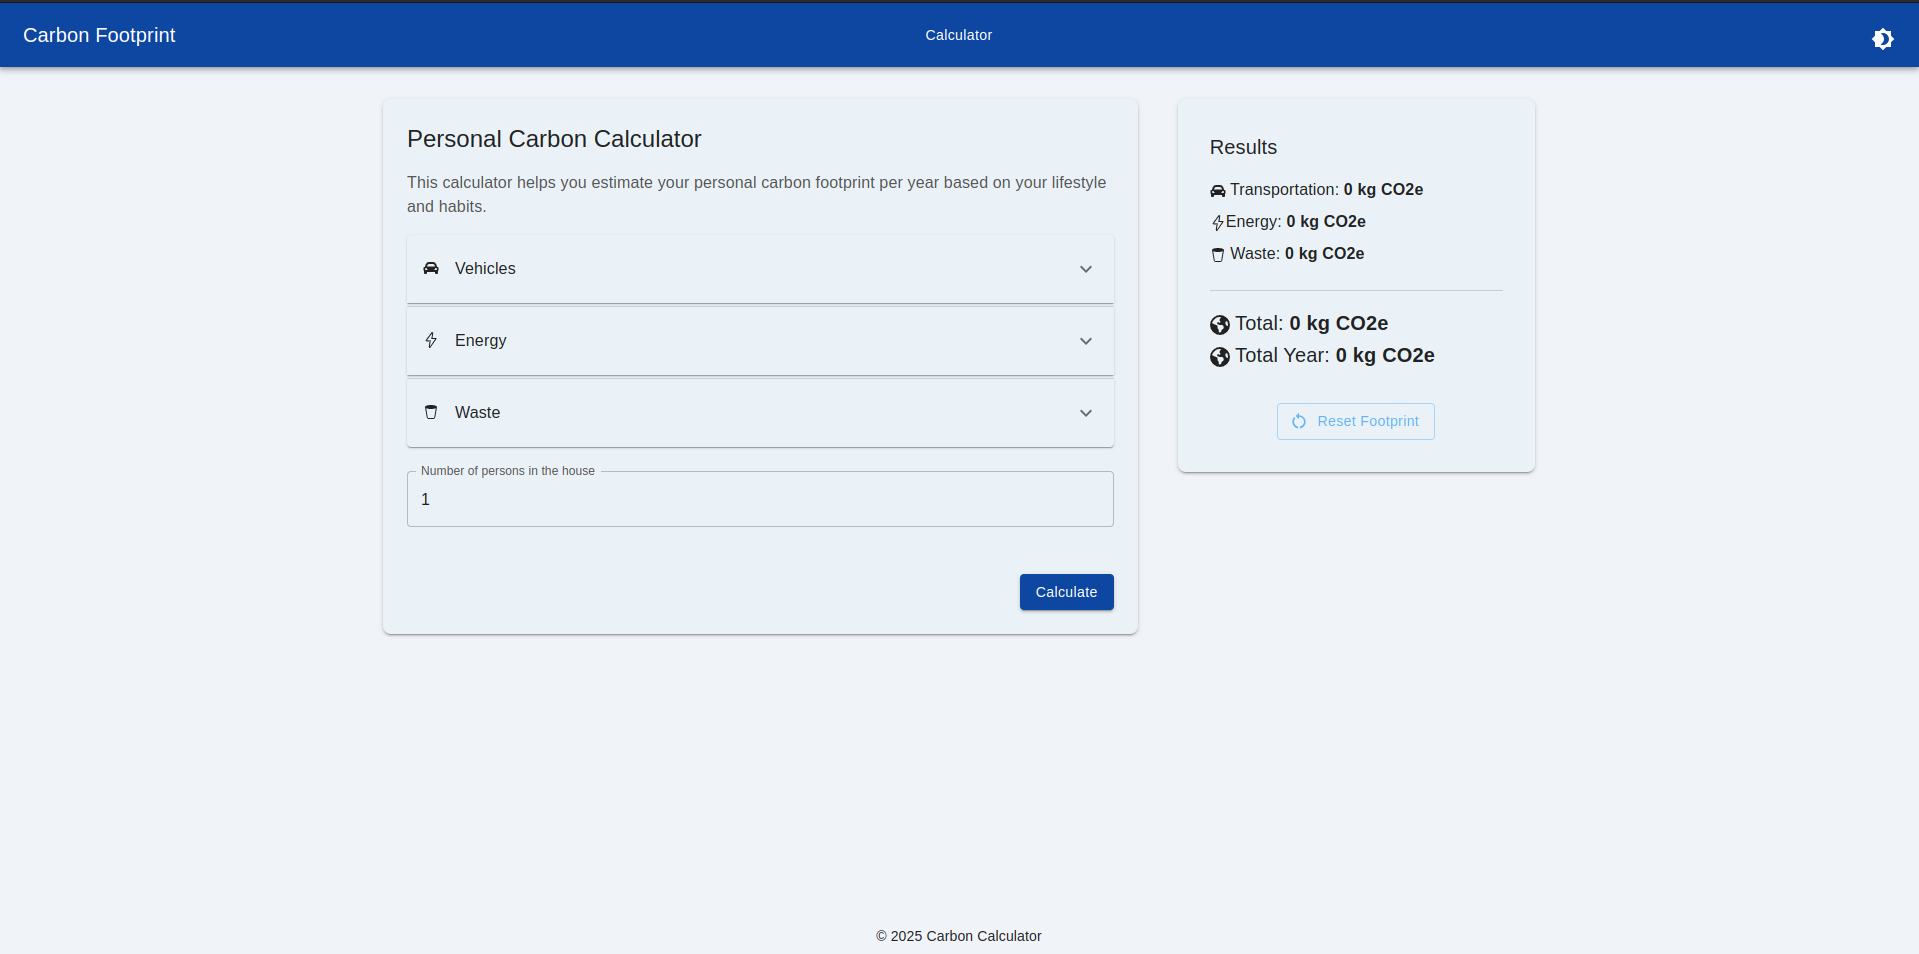 Carbon Footprint
Calculator
Personal Carbon Calculator
This calculator helps you estimate your personal carbon footprint per year based on your lifestyle
and habits.
Vehicles
Energy
Waste
Number of persons in the house
1
Calculate
Results
Transportation: 0 kg CO2e
Energy: 0 kg CO2e
Waste: 0 kg CO2e
Total: 0 kg CO2e
Total Year: 0 kg CO2e
Reset Footprint
© 2025 Carbon Calculator